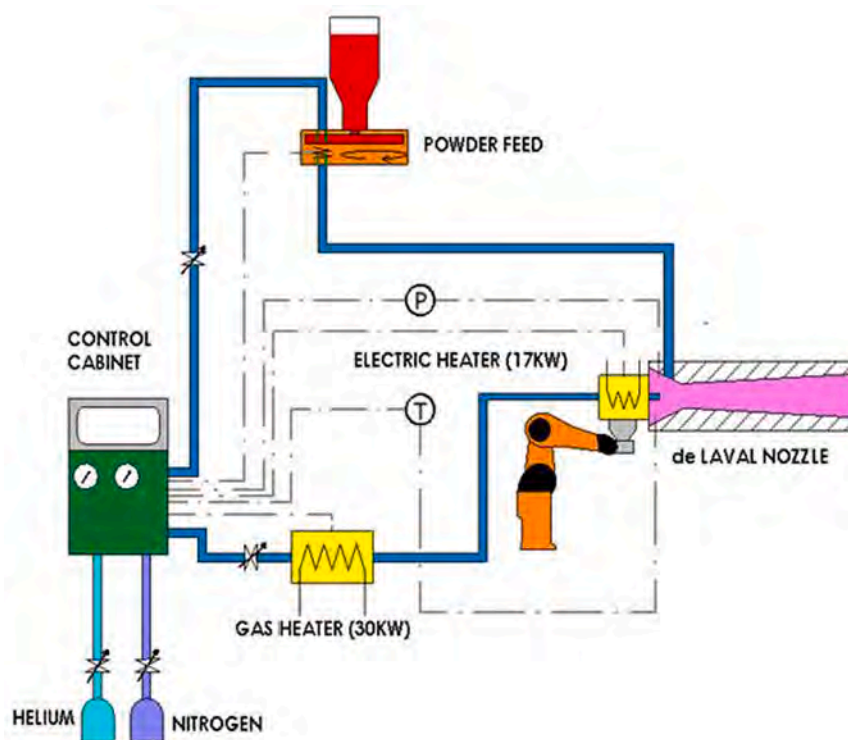 POWDER FEED
P
CONTROL
CABINET
ELECTRIC HEATER (17KW)
T
de LAVAL NOZZLE
GAS HEATER (30KW)
HELIUM
NITROGEN